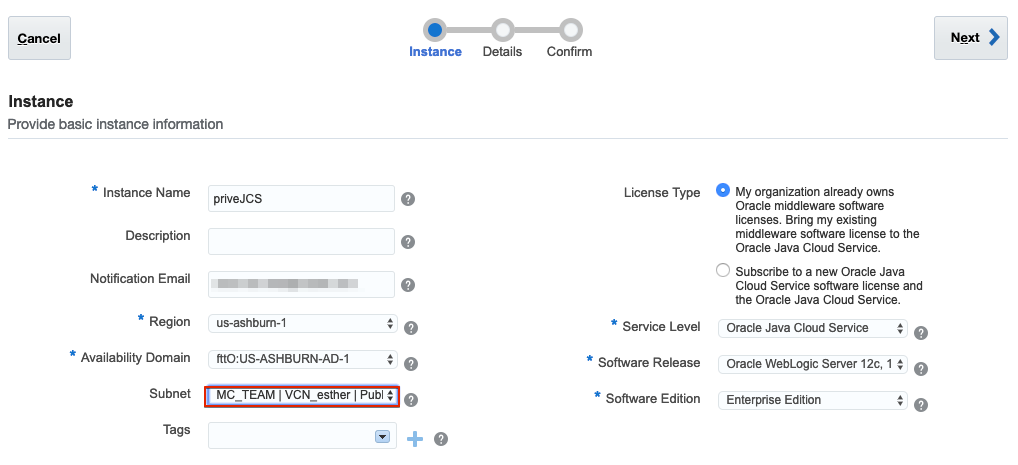 Cancel
Instance
Details
Confirm
Next
Instance
Provide basic instance information
* Instance Name
priveJCS
?
Description
?
Notification Email
?
* Region
us-ashburn-1
?
* Availability Domain
fttO:US-ASHBURN-AD-1
?
Subnet
MC_TEAM | VCN_esther | Publ
?
Tags
?
License Type
My organization already owns
Oracle middleware software
licenses. Bring my existing
middleware software license to the
Oracle Java Cloud Service.
Subscribe to a new Oracle Java
Cloud Service software license and
the Oracle Java Cloud Service.
* Service Level
Oracle Java Cloud Service
?
* Software Release
Oracle WebLogic Server 12c, 1
?
* Software Edition
Enterprise Edition
?